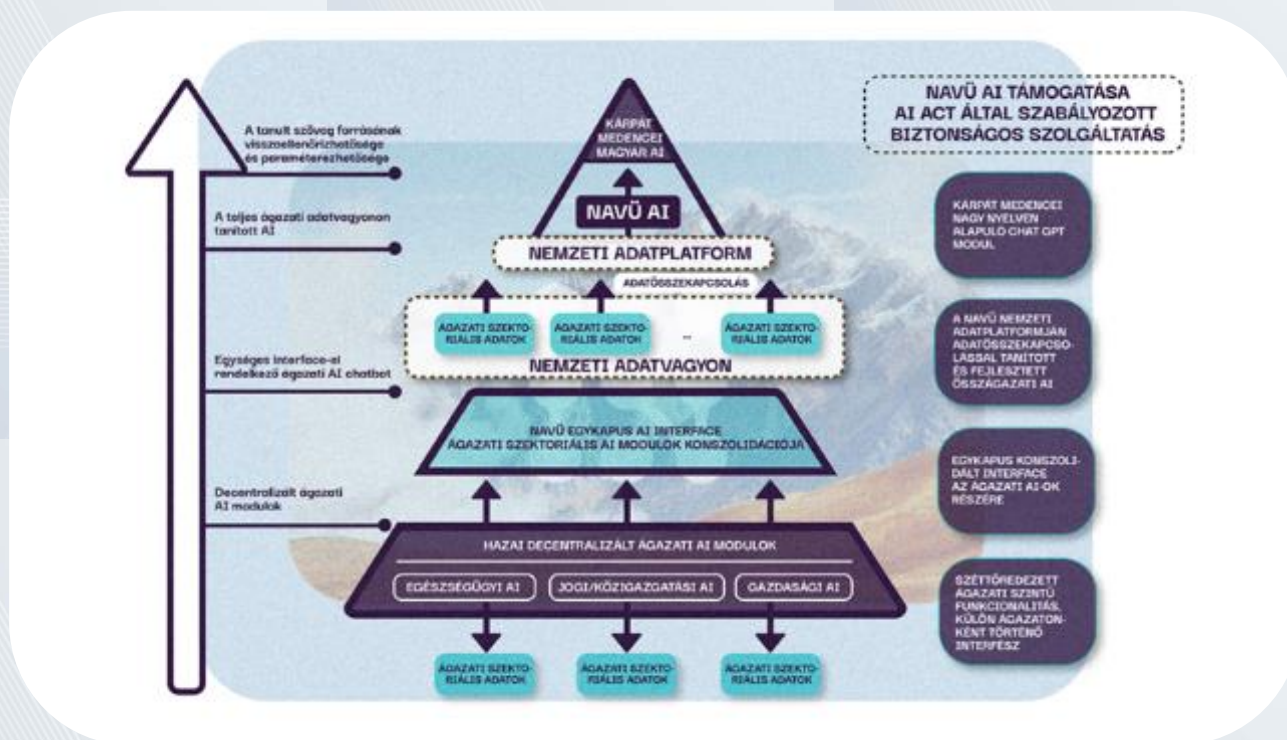 A tanult szöveg forrásának
visszaellenőrizhetősége
és paraméterezhetősége
A teljes ágazati adatvagyonon
tanított AI
Egységes interface-el
rendelkező ágazati AI chatbot
Decentralizált ágazati
AI modulok
KÁRPÁT
MEDENCEI
MAGYAR AI
NAVÜ AI
NEMZETI ADATPLATFORM
ADATÖSSZEKAPCSOLÁS
ÁGAZATI SZEKTO-
RIÁLIS ADATOK
ÁGAZATI SZEKTO-
RIÁLIS ADATOK
...
ÁGAZATI SZEKTO-
RIÁLIS ADATOK
NEMZETI ADATVAGYON
NAVÜ EGYKAPUS AI INTERFACE
ÁGAZATI SZEKTORIÁLIS AI MODULOK KONSZOLIDÁCIÓJA
HAZAI DECENTRALIZÁLT ÁGAZATI AI MODULOK
EGÉSZSÉGÜGYI AI
JOGI/KÖZIGAZGATÁSI AI
GAZDASÁGI AI
ÁGAZATI SZEKTO-
RIÁLIS ADATOK
ÁGAZATI SZEKTO-
RIÁLIS ADATOK
ÁGAZATI SZEKTO-
RIÁLIS ADATOK
NAVÜ AI TÁMOGATÁSA
AI ACT ÁLTAL SZABÁLYOZOTT
BIZTONSÁGOS SZOLGÁLTATÁS
KÁRPÁT MEDENCEI
NAGY NYELVEN
ALAPULÓ CHAT GPT
MODUL
A NAVÜ NEMZETI
ADATPLATFORMJÁN
ADATÖSSZEKAPCSO-
LÁSSAL TANÍTOTT
ÉS FEJLESZTETT
ÖSSZÁGAZATI AI
EGYKAPUS KONSZOLI-
DÁLT INTERFACE
AZ ÁGAZATI AI-OK
RÉSZÉRE
SZÉTTÖREDEZETT
ÁGAZATI SZINTŰ
FUNKCIONALITÁS,
KÜLÖN ÁGAZATON-
KÉNT TÖRTÉNŐ
INTERFÉSZ